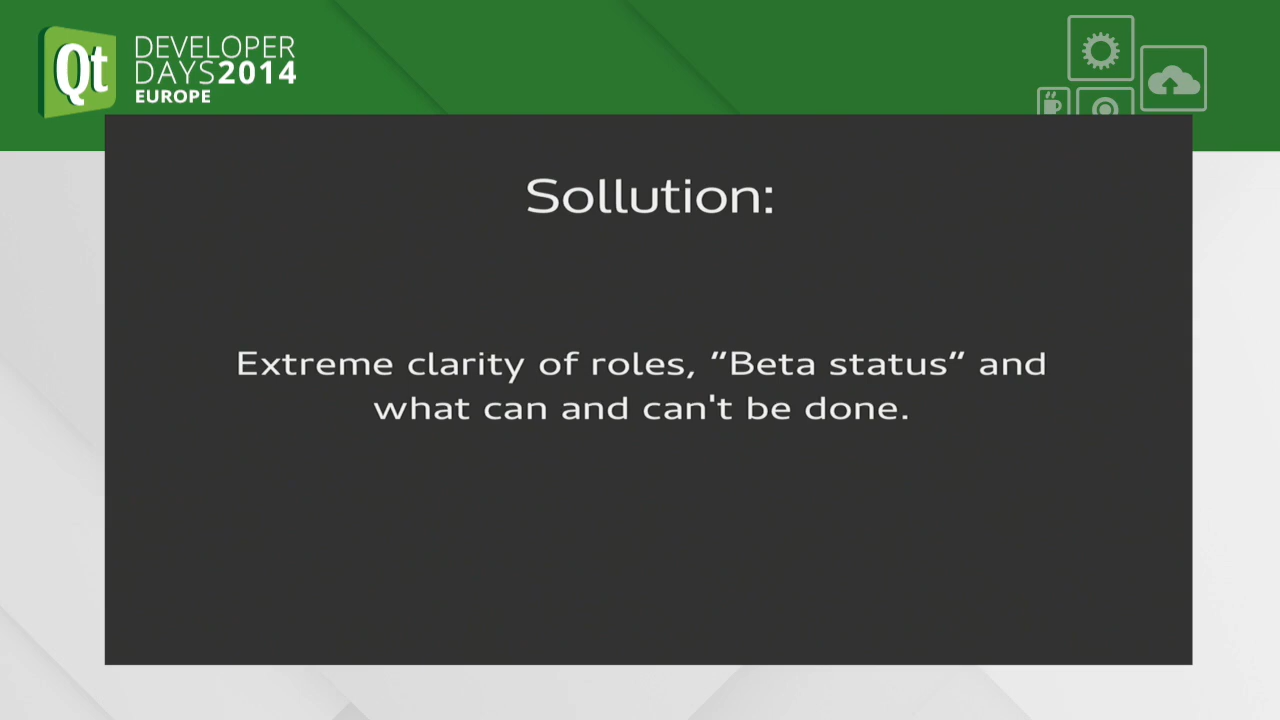 Qt
DEVELOPER
DAYS2014
EUROPE
Sollution:
Extreme clarity of roles, “Beta status“ and
what can and can't be done.